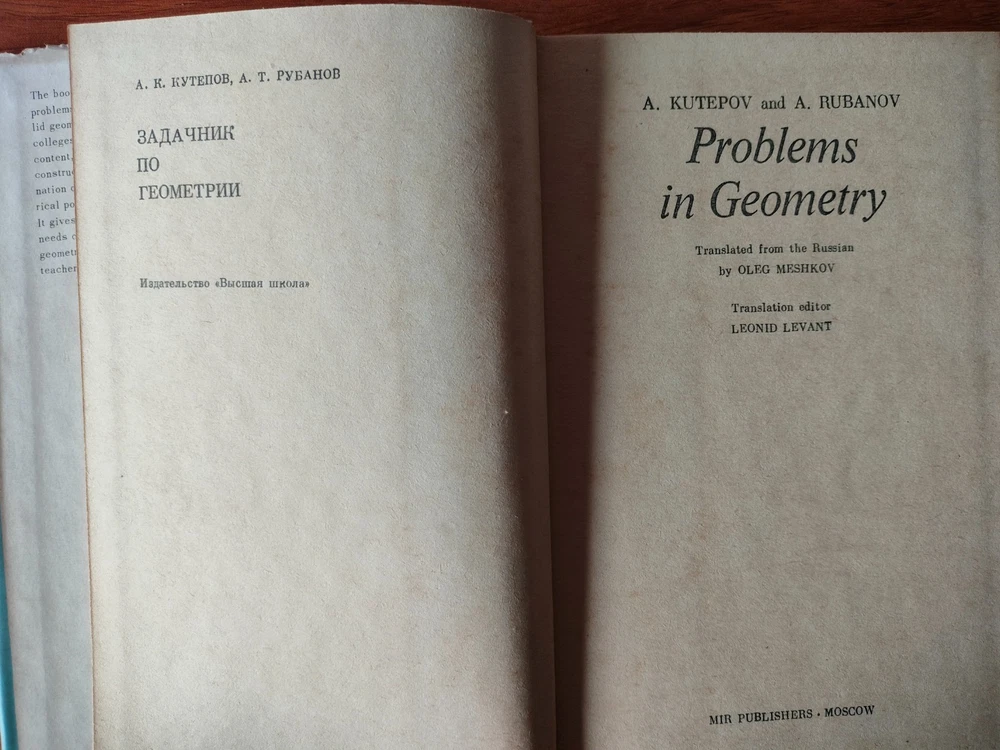 The boo
problem
lid geom
college
content,
constru
nation o
rical po
It gives
needs o
geomet
teacher
А. К. КУТЕПОВ, А. Т. РУБАНОВ
ЗАДАЧНИК
ПО
ГЕОМЕТРИИ
Издательство «Высшая школа»
A. KUTEPOV and A. RUBANOV
Problems
in Geometry
Translated from the Russian
by OLEG MESHKOV
Translation editor
LEONID LEVANT
MIR PUBLISHERS • MOSCOW